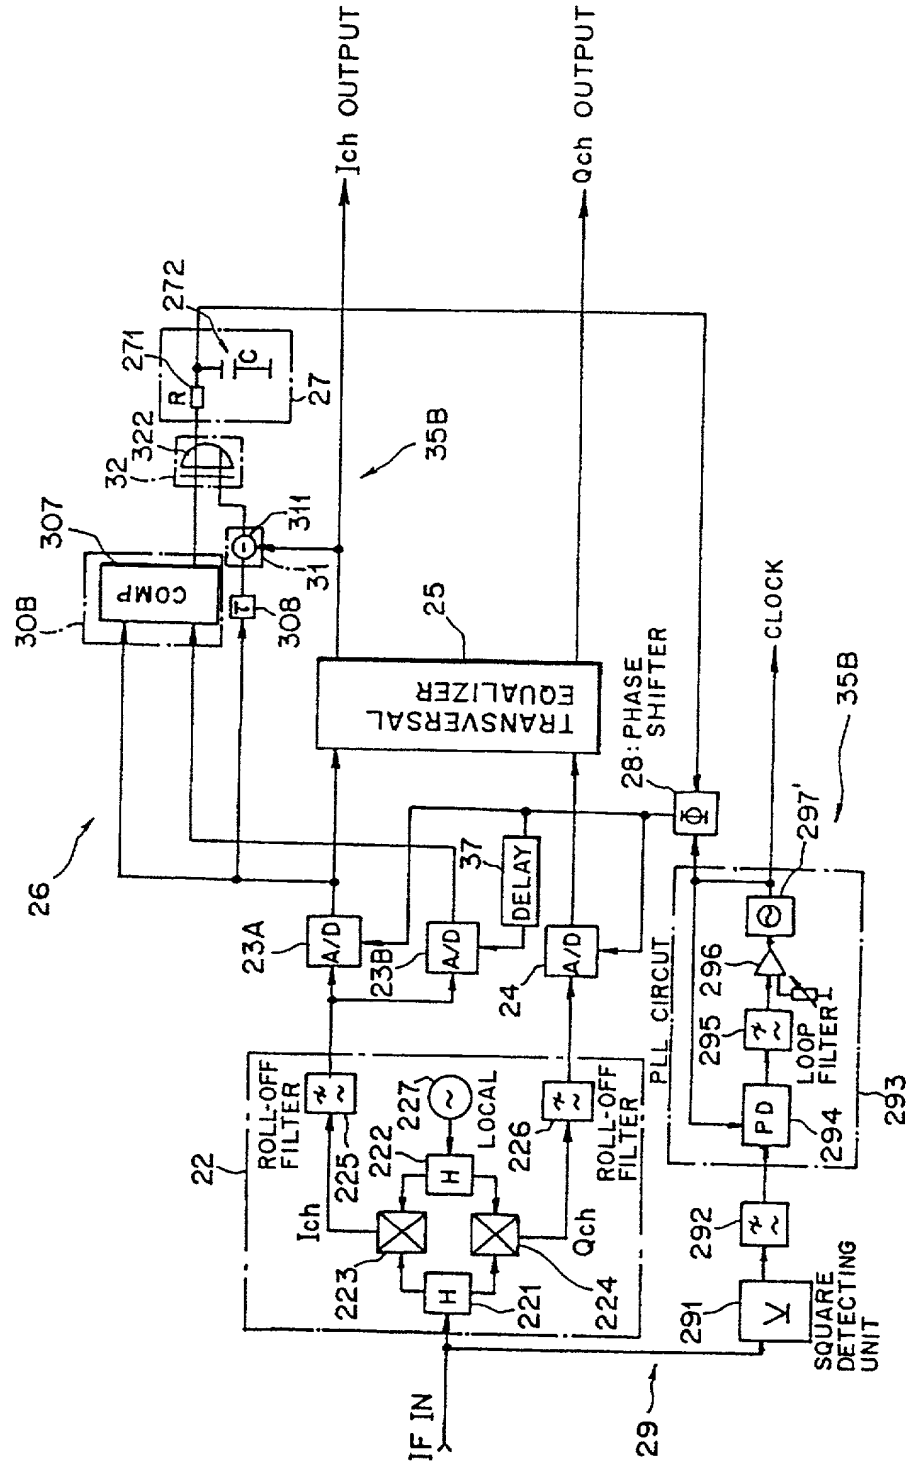 26
30B
307
COMP
308
τ
31
311
32
322
R
271
272
C
27
Ich OUTPUT
35B
Qch OUTPUT
TRANSVERSAL
EQUALIZER
25
23A
A/D
23B
A/D
37
DELAY
24
A/D
28:PHASE
SHIFTER
Φ
22
ROLL-OFF
FILTER
225
Ich
223
222
H
227
LOCAL
H
221
224
Qch
226
ROLL-OFF
FILTER
IF IN
29
291
SQUARE
DETECTING
UNIT
292
PLL CIRCUT
PD
294
295
LOOP
FILTER
296
297'
293
CLOCK
35B